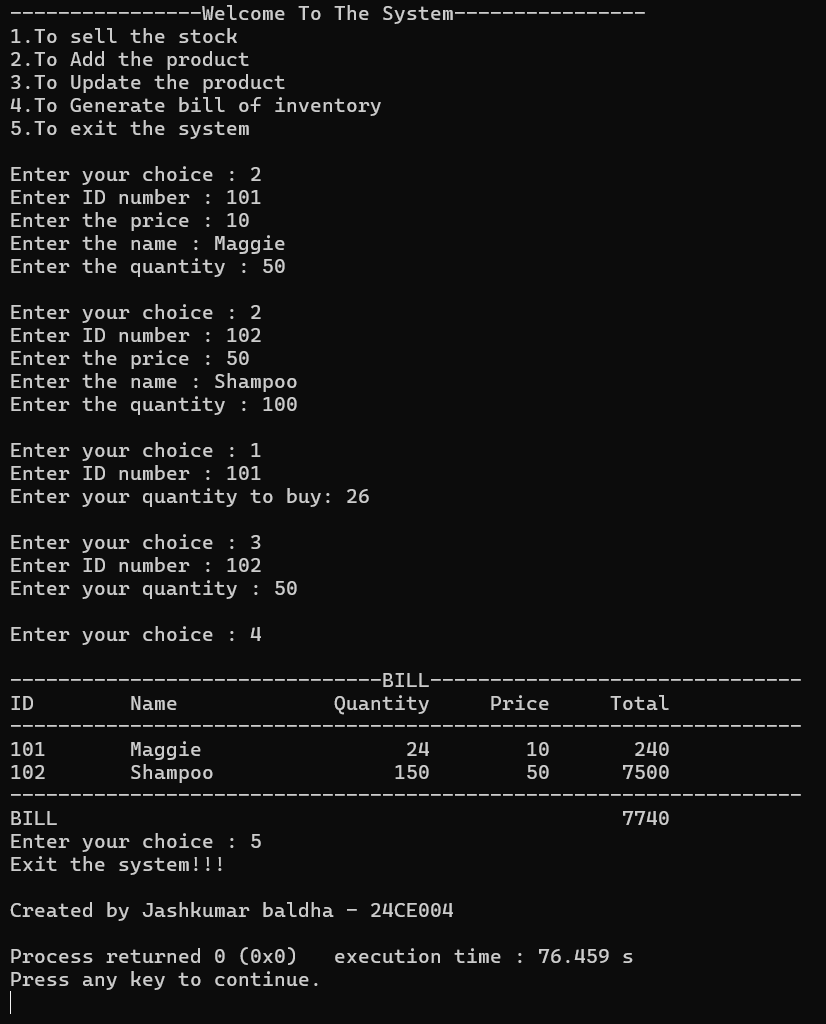 ----------------Welcome To The System----------------
1.To sell the stock
2.To Add the product
3.To Update the product
4.To Generate bill of inventory
5.To exit the system
Enter your choice : 2
Enter ID number : 101
Enter the price : 10
Enter the name : Maggie
Enter the quantity : 50
Enter your choice : 2
Enter ID number : 102
Enter the price : 50
Enter the name : Shampoo
Enter the quantity : 100
Enter your choice : 1
Enter ID number : 101
Enter your quantity to buy: 26
Enter your choice : 3
Enter ID number : 102
Enter your quantity : 50
Enter your choice : 4
-------------------------------BILL-------------------------------
ID        Name             Quantity     Price     Total
------------------------------------------------------------------
101       Maggie                 24        10       240
102       Shampoo               150        50      7500
------------------------------------------------------------------
BILL                                               7740
Enter your choice : 5
Exit the system!!!
Created by Jashkumar baldha - 24CE004
Process returned 0 (0x0)   execution time : 76.459 s
Press any key to continue.